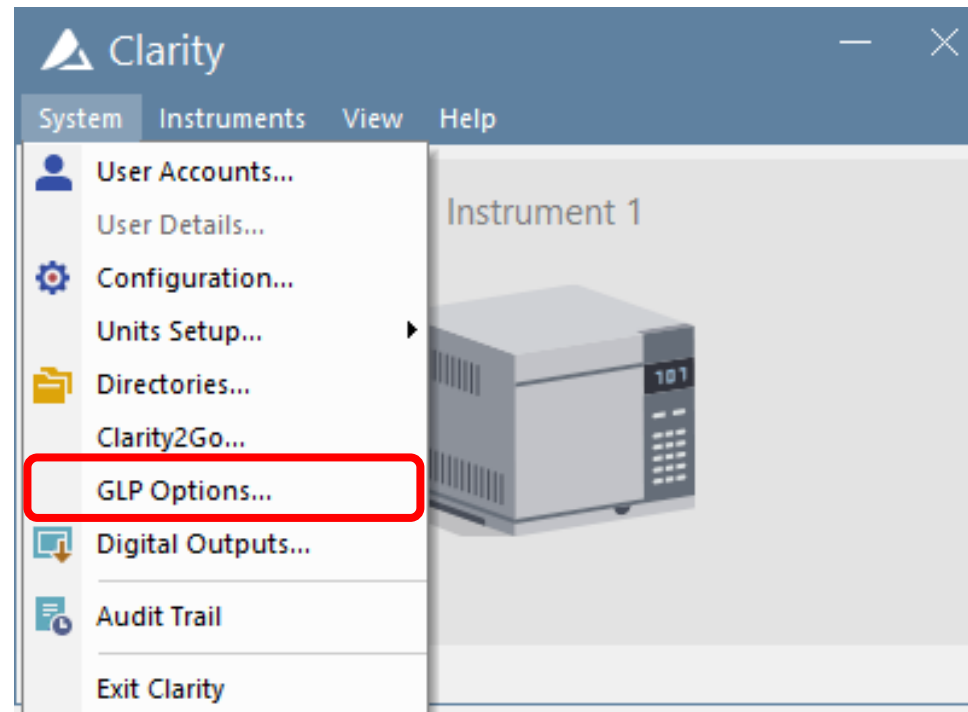 Clarity
System Instruments View Help
User Accounts...
User Details...
Configuration...
Units Setup...
Directories...
Clarity2Go...
GLP Options...
Digital Outputs...
Audit Trail
Exit Clarity
Instrument 1
101